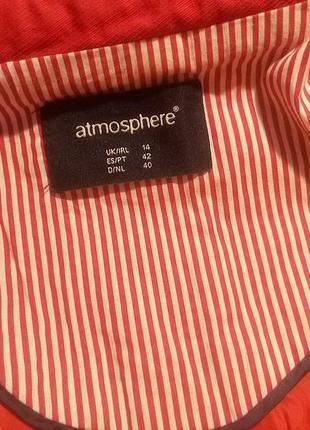 atmosphere®
UK/IRL 14
ES/PT 42
D/NL 40